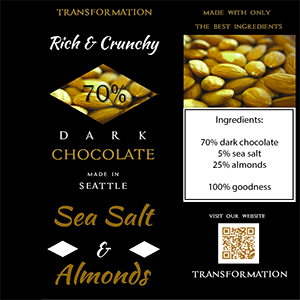 TRANSFORMATION
Rich & Crunchy
70%
DARK
CHOCOLATE
MADE IN
SEATTLE
Sea Salt
&
Almonds
MADE WITH ONLY
THE BEST INGREDIENTS
Ingredients:
70% dark chocolate
5% sea salt
25% almonds
100% goodness
VISIT OUR WEBSITE
TRANSFORMATION